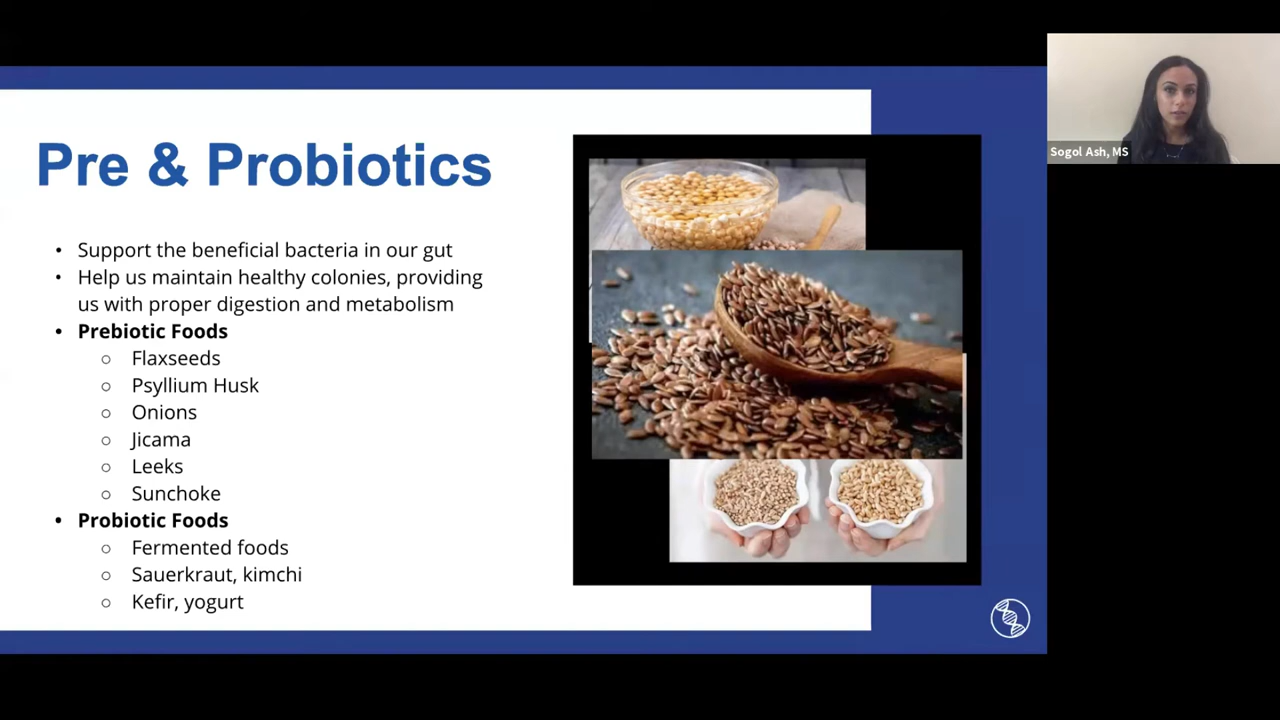 Pre & Probiotics
• Support the beneficial bacteria in our gut
• Help us maintain healthy colonies, providing
us with proper digestion and metabolism
• Prebiotic Foods
○ Flaxseeds
○ Psyllium Husk
○ Onions
○ Jicama
○ Leeks
○ Sunchoke
• Probiotic Foods
○ Fermented foods
○ Sauerkraut, kimchi
○ Kefir, yogurt
Sogol Ash, MS